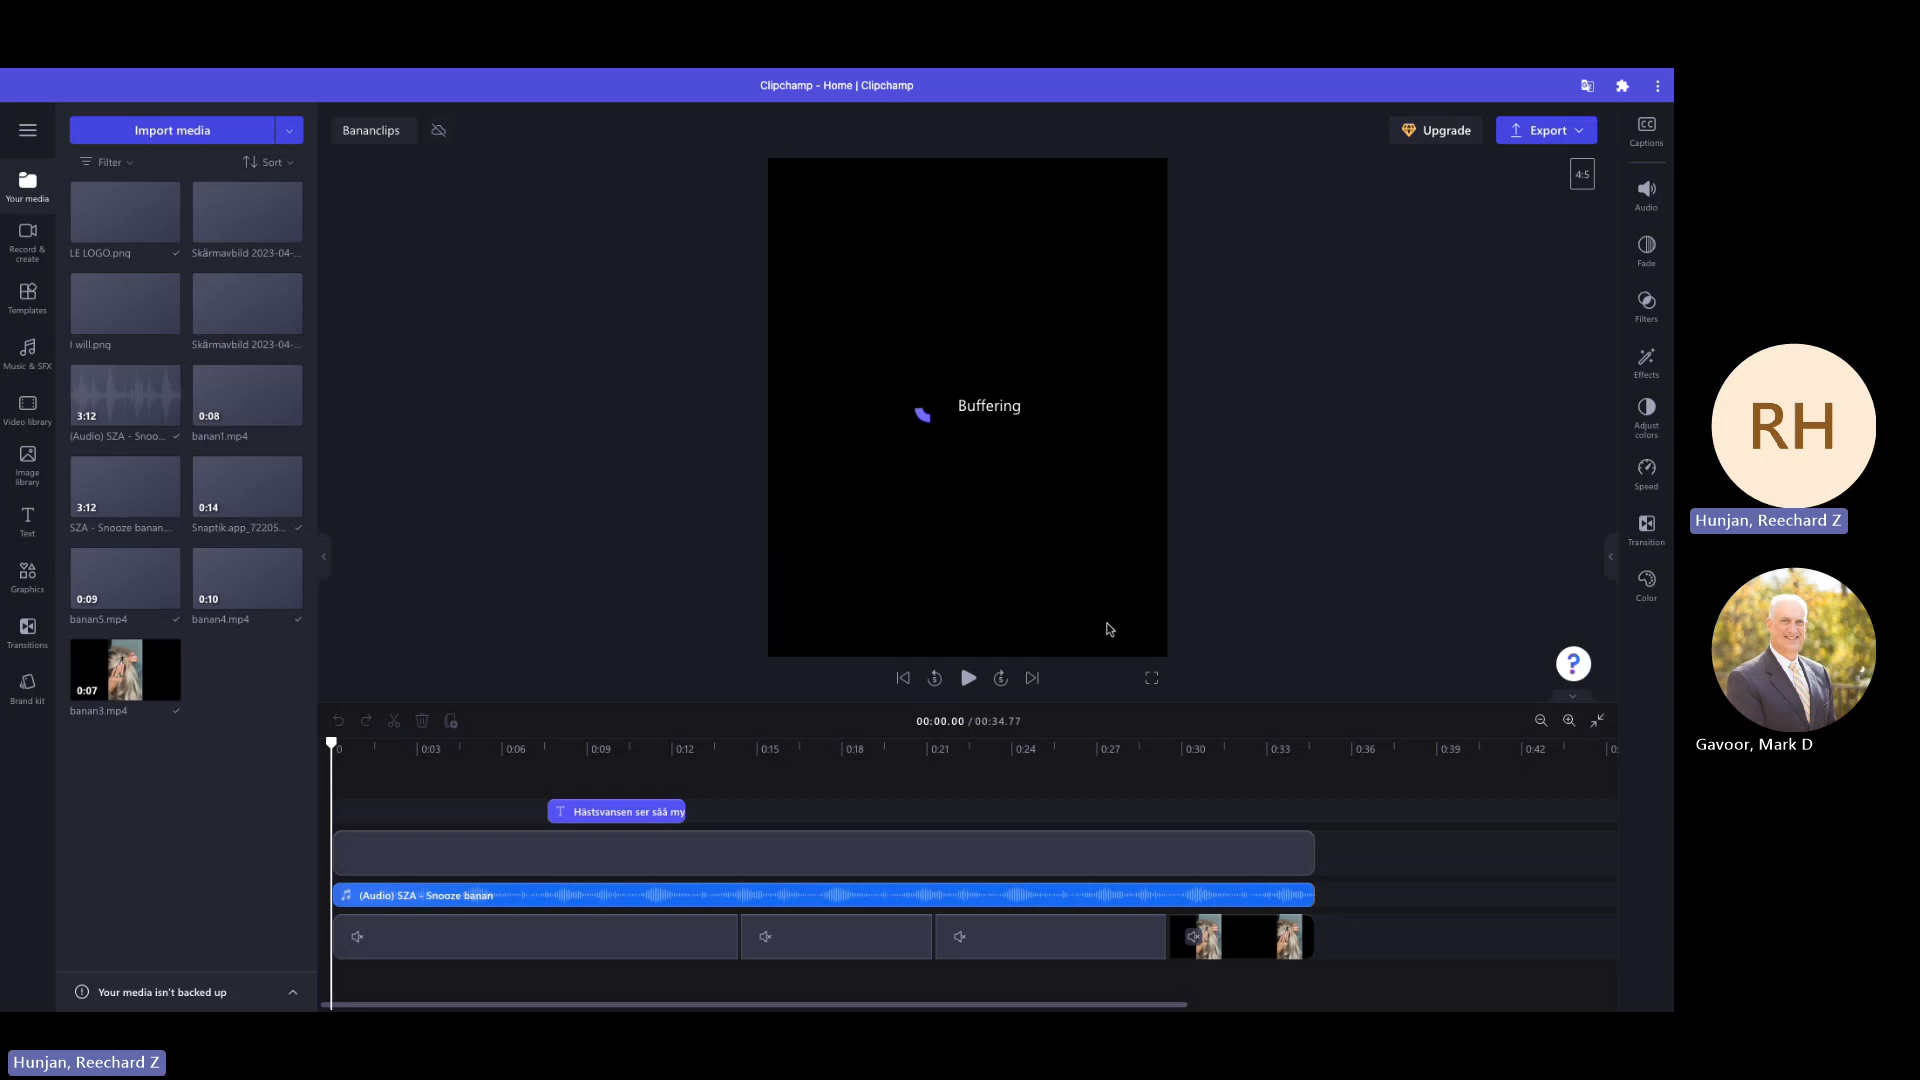 Clipchamp - Home | Clipchamp
Import media
Bananclips
Upgrade
Export
CC
Captions
Filter
Sort
4:5
Your media
Record &
create
Templates
Music & SFX
Video library
Image
library
Text
Graphics
Transitions
Brand kit
LE LOGO.png
Skärmavbild 2023-04-...
I will.png
Skärmavbild 2023-04-...
3:12
(Audio) SZA - Snoo...
0:08
banan1.mp4
3:12
SZA - Snooze banan....
0:14
Snaptik.app_72205...
0:09
banan5.mp4
0:10
banan4.mp4
0:07
banan3.mp4
Your media isn't backed up
Buffering
Audio
Fade
Filters
Effects
Adjust
colors
Speed
Transition
Color
?
5
5
00:00.00 / 00:34.77
0
0:03
0:06
0:09
0:12
0:15
0:18
0:21
0:24
0:27
0:30
0:33
0:36
0:39
0:42
0:
T Hästsvansen ser såå my
(Audio) SZA - Snooze banan
RH
Hunjan, Reechard Z
Gavoor, Mark D
Hunjan, Reechard Z